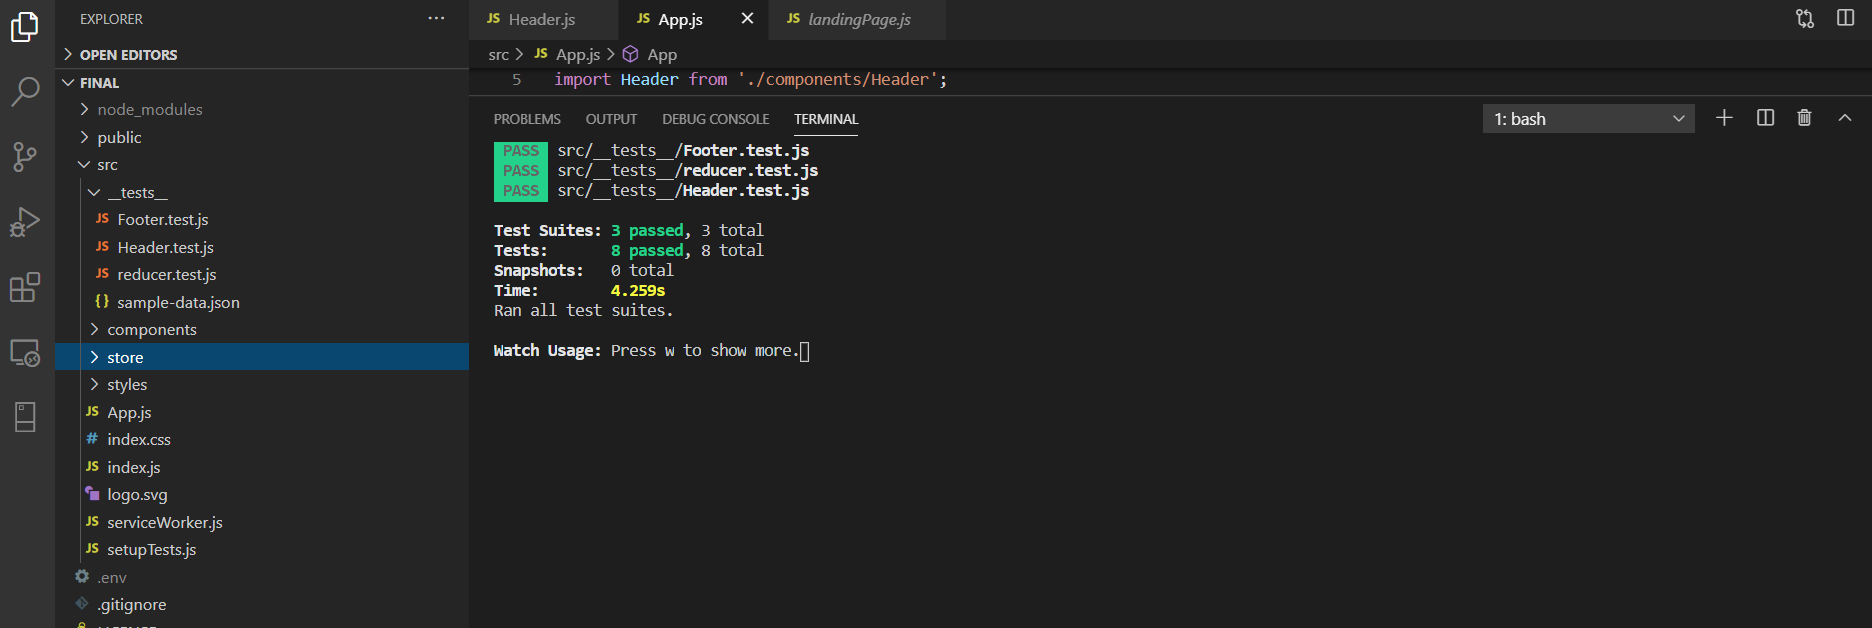 EXPLORER
OPEN EDITORS
FINAL
node_modules
public
src
__tests__
JS Footer.test.js
JS Header.test.js
JS reducer.test.js
{} sample-data.json
components
store
styles
JS App.js
# index.css
JS index.js
logo.svg
JS serviceWorker.js
JS setupTests.js
.env
.gitignore
JS Header.js JS App.js JS landingPage.js
src > JS App.js > App
5 import Header from './components/Header';
PROBLEMS OUTPUT DEBUG CONSOLE TERMINAL 1: bash
PASS src/__tests__/Footer.test.js
PASS src/__tests__/reducer.test.js
PASS src/__tests__/Header.test.js
Test Suites: 3 passed, 3 total
Tests: 8 passed, 8 total
Snapshots: 0 total
Time: 4.259s
Ran all test suites.
Watch Usage: Press w to show more.